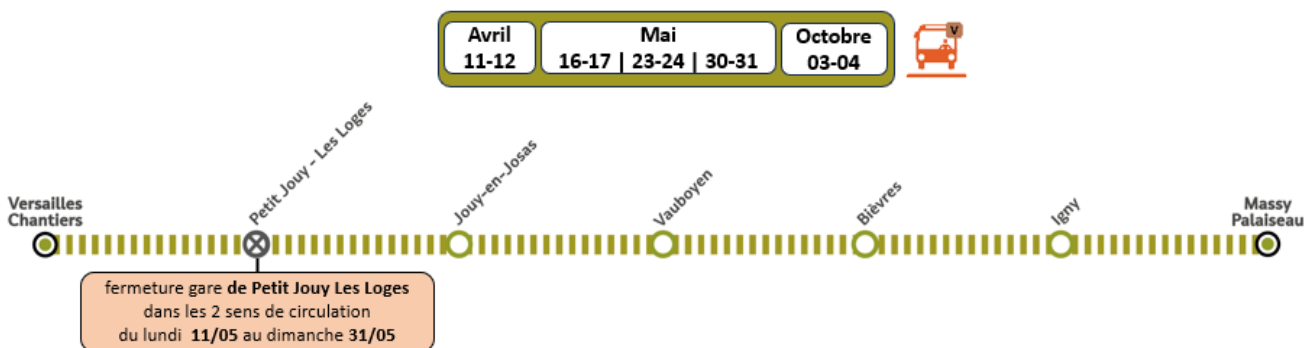 Avril
11-12
Mai
16-17 | 23-24 | 30-31
Octobre
03-04
V
Versailles
Chantiers
Petit Jouy - Les Loges
Jouy-en-Josas
Vauboyen
Bièvres
Igny
Massy
Palaiseau
fermeture gare de Petit Jouy Les Loges
dans les 2 sens de circulation
du lundi 11/05 au dimanche 31/05